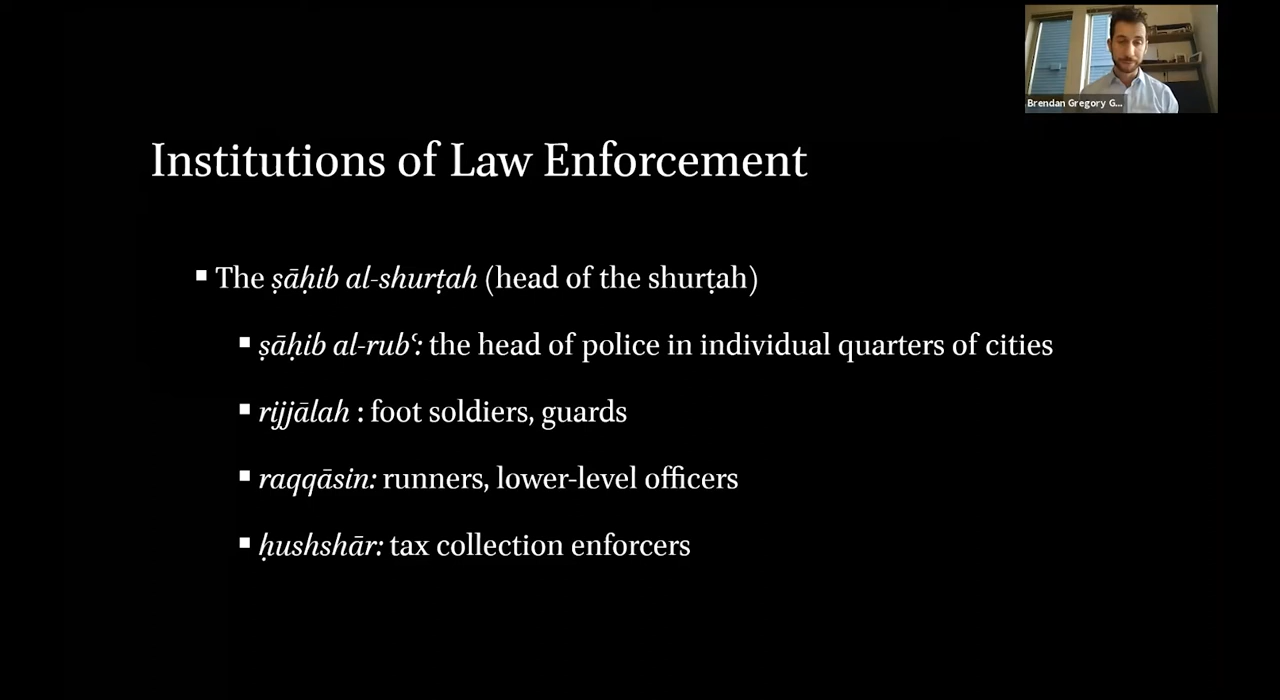 Brendan Gregory G...
Institutions of Law Enforcement
▪ The ṣāḥib al-shurṭah (head of the shurṭah)
▪ ṣāḥib al-rubʿ: the head of police in individual quarters of cities
▪ rijjālah : foot soldiers, guards
▪ raqqāsin: runners, lower-level officers
▪ ḥushshār: tax collection enforcers